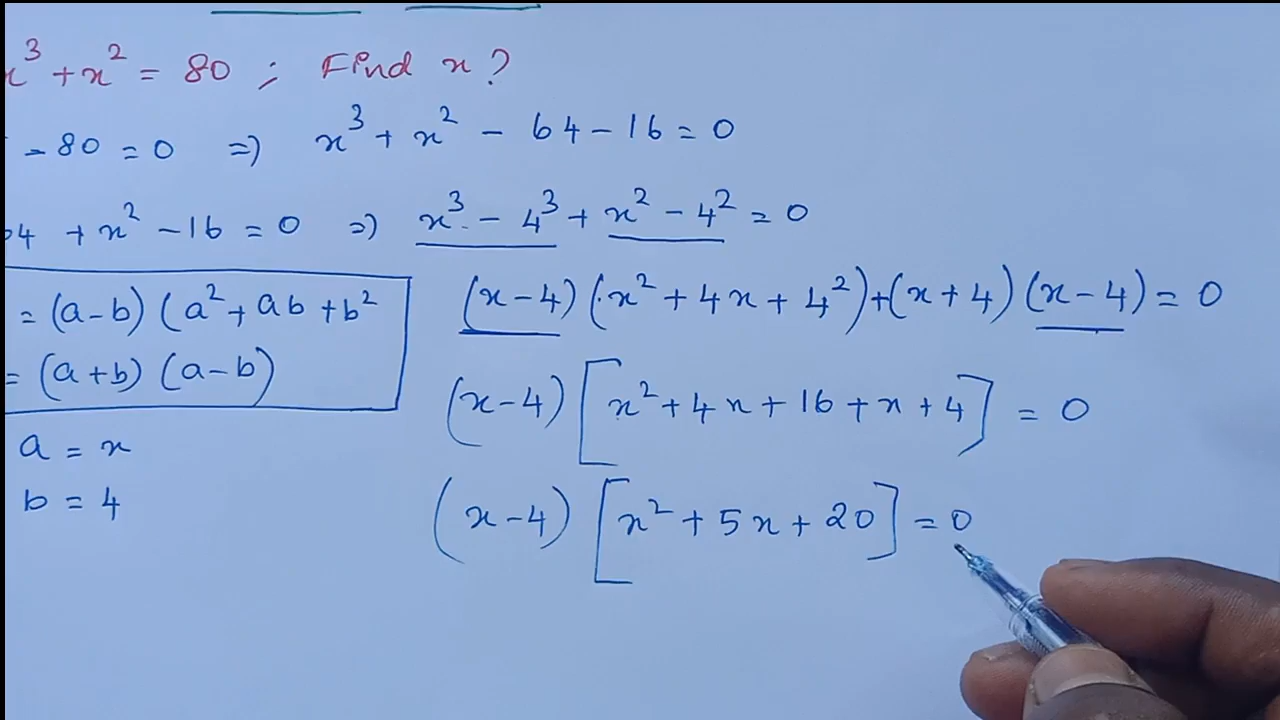 x³ + x² = 80 ; Find x ?
- 80 = 0 ⇒ x³ + x² - 64 - 16 = 0
64 + x² - 16 = 0 ⇒ x³ - 4³ + x² - 4² = 0
= (a-b) (a² + ab + b²
= (a+b) (a-b)
a = x
b = 4
(x-4) (x² + 4x + 4²) + (x+4) (x-4) = 0
(x-4) [x² + 4x + 16 + x + 4] = 0
(x-4) [x² + 5x + 20] = 0